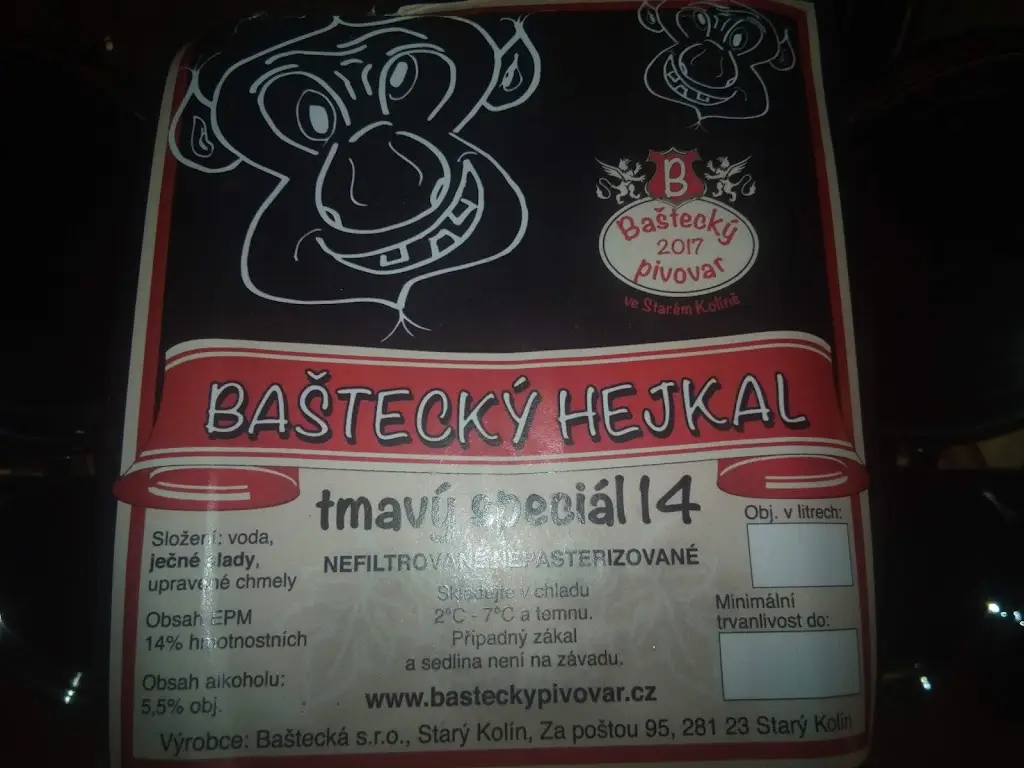 B
Baštecký
2017
pivovar
ve Starém Kolíně
BAŠTECKÝ HEJKAL
tmavý speciál 14
NEFILTROVANÉ NEPASTERIZOVANÉ
Skladujte v chladu
2°C - 7°C a temnu.
Případný zákal
a sedlina není na závadu.
www.basteckypivovar.cz
Složení: voda,
ječné slady,
upravené chmely
Obsah EPM
14% hmotnostních
Obsah alkoholu:
5,5% obj.
Obj. v litrech:
Minimální
trvanlivost do:
Výrobce: Baštecká s.r.o., Starý Kolín, Za poštou 95, 281 23 Starý Kolín